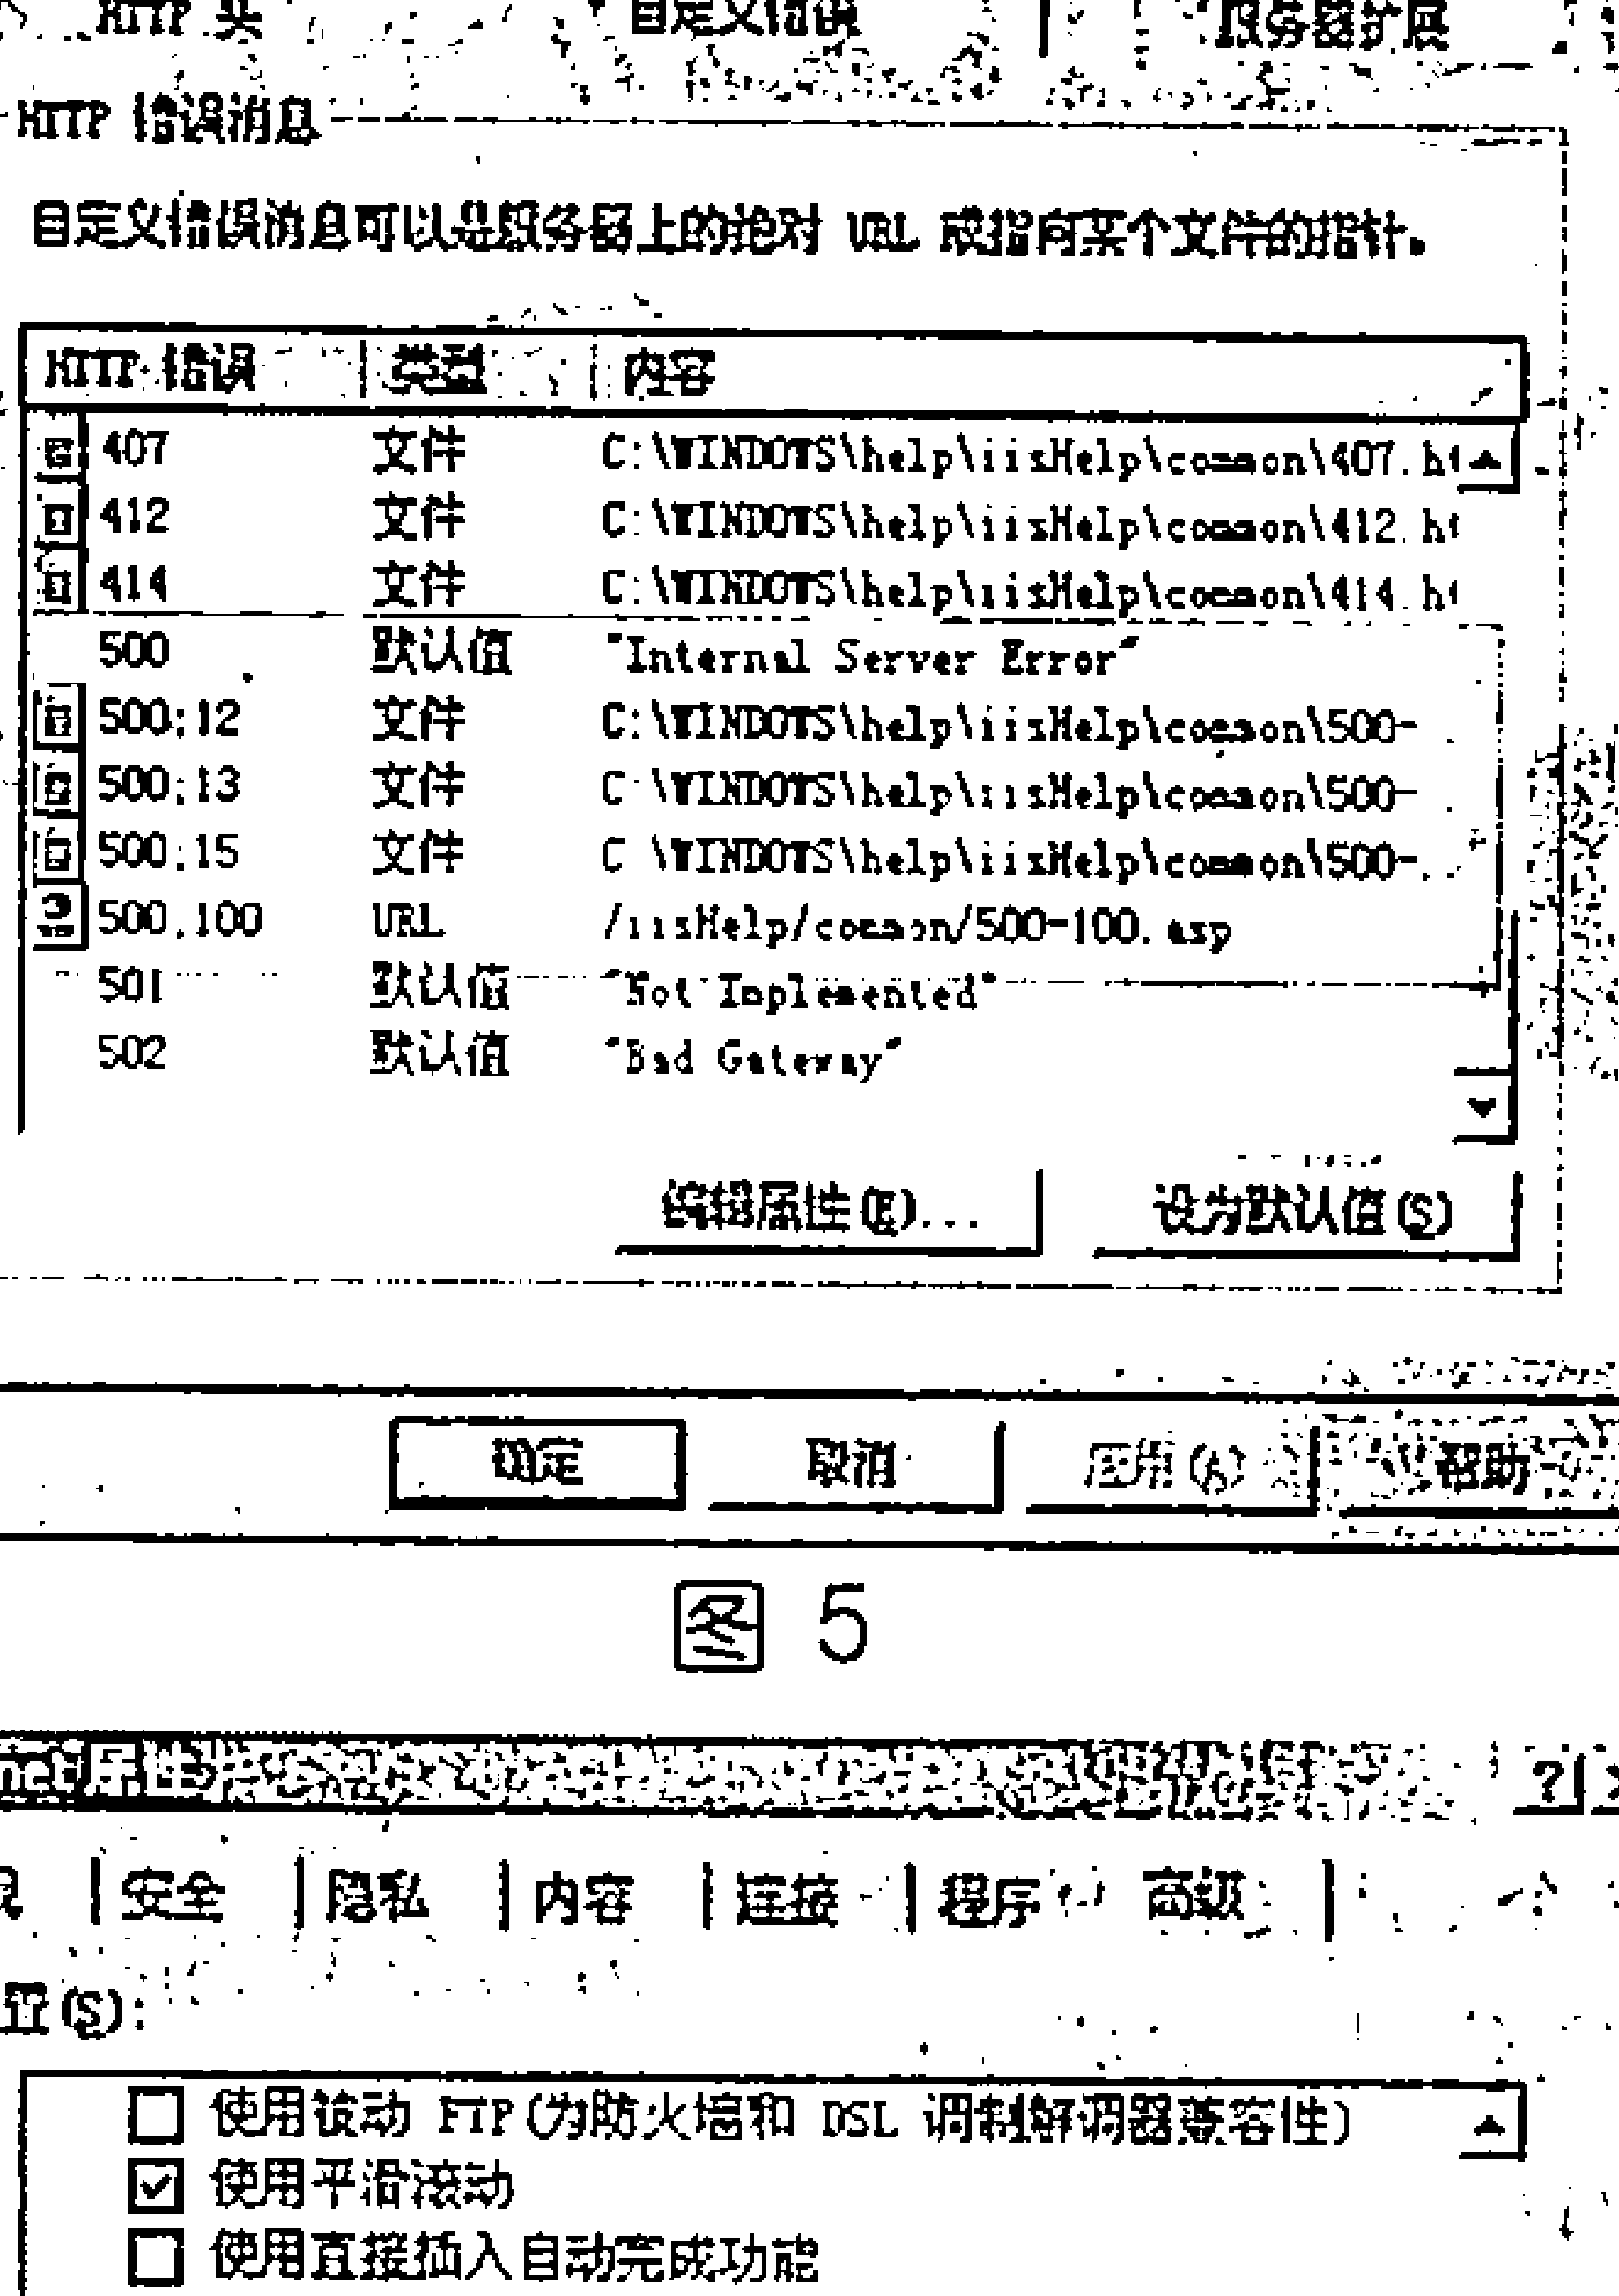 HTTP 头 自定义错误 服务器扩展
HTTP 错误消息
自定义错误消息可以是服务器上的绝对 URL 或指向某个文件的指针。
HTTP 错误 类型 内容
407 文件 C:\WINDOWS\help\iisHelp\common\407.ht
412 文件 C:\WINDOWS\help\iisHelp\common\412.ht
414 文件 C:\WINDOWS\help\iisHelp\common\414.ht
500 默认值 "Internal Server Error"
500;12 文件 C:\WINDOWS\help\iisHelp\common\500-
500;13 文件 C:\WINDOWS\help\iisHelp\common\500-
500;15 文件 C:\WINDOWS\help\iisHelp\common\500-
500.100 URL /iisHelp/common/500-100.asp
501 默认值 "Not Implemented"
502 默认值 "Bad Gateway"
编辑属性(E)... 设为默认值(S)
确定 取消 应用(A) 帮助
图 5
属性
安全 隐私 内容 连接 程序 高级
(S):
使用被动 FTP(为防火墙和 DSL 调制解调器兼容性)
使用平滑滚动
使用直接插入自动完成功能